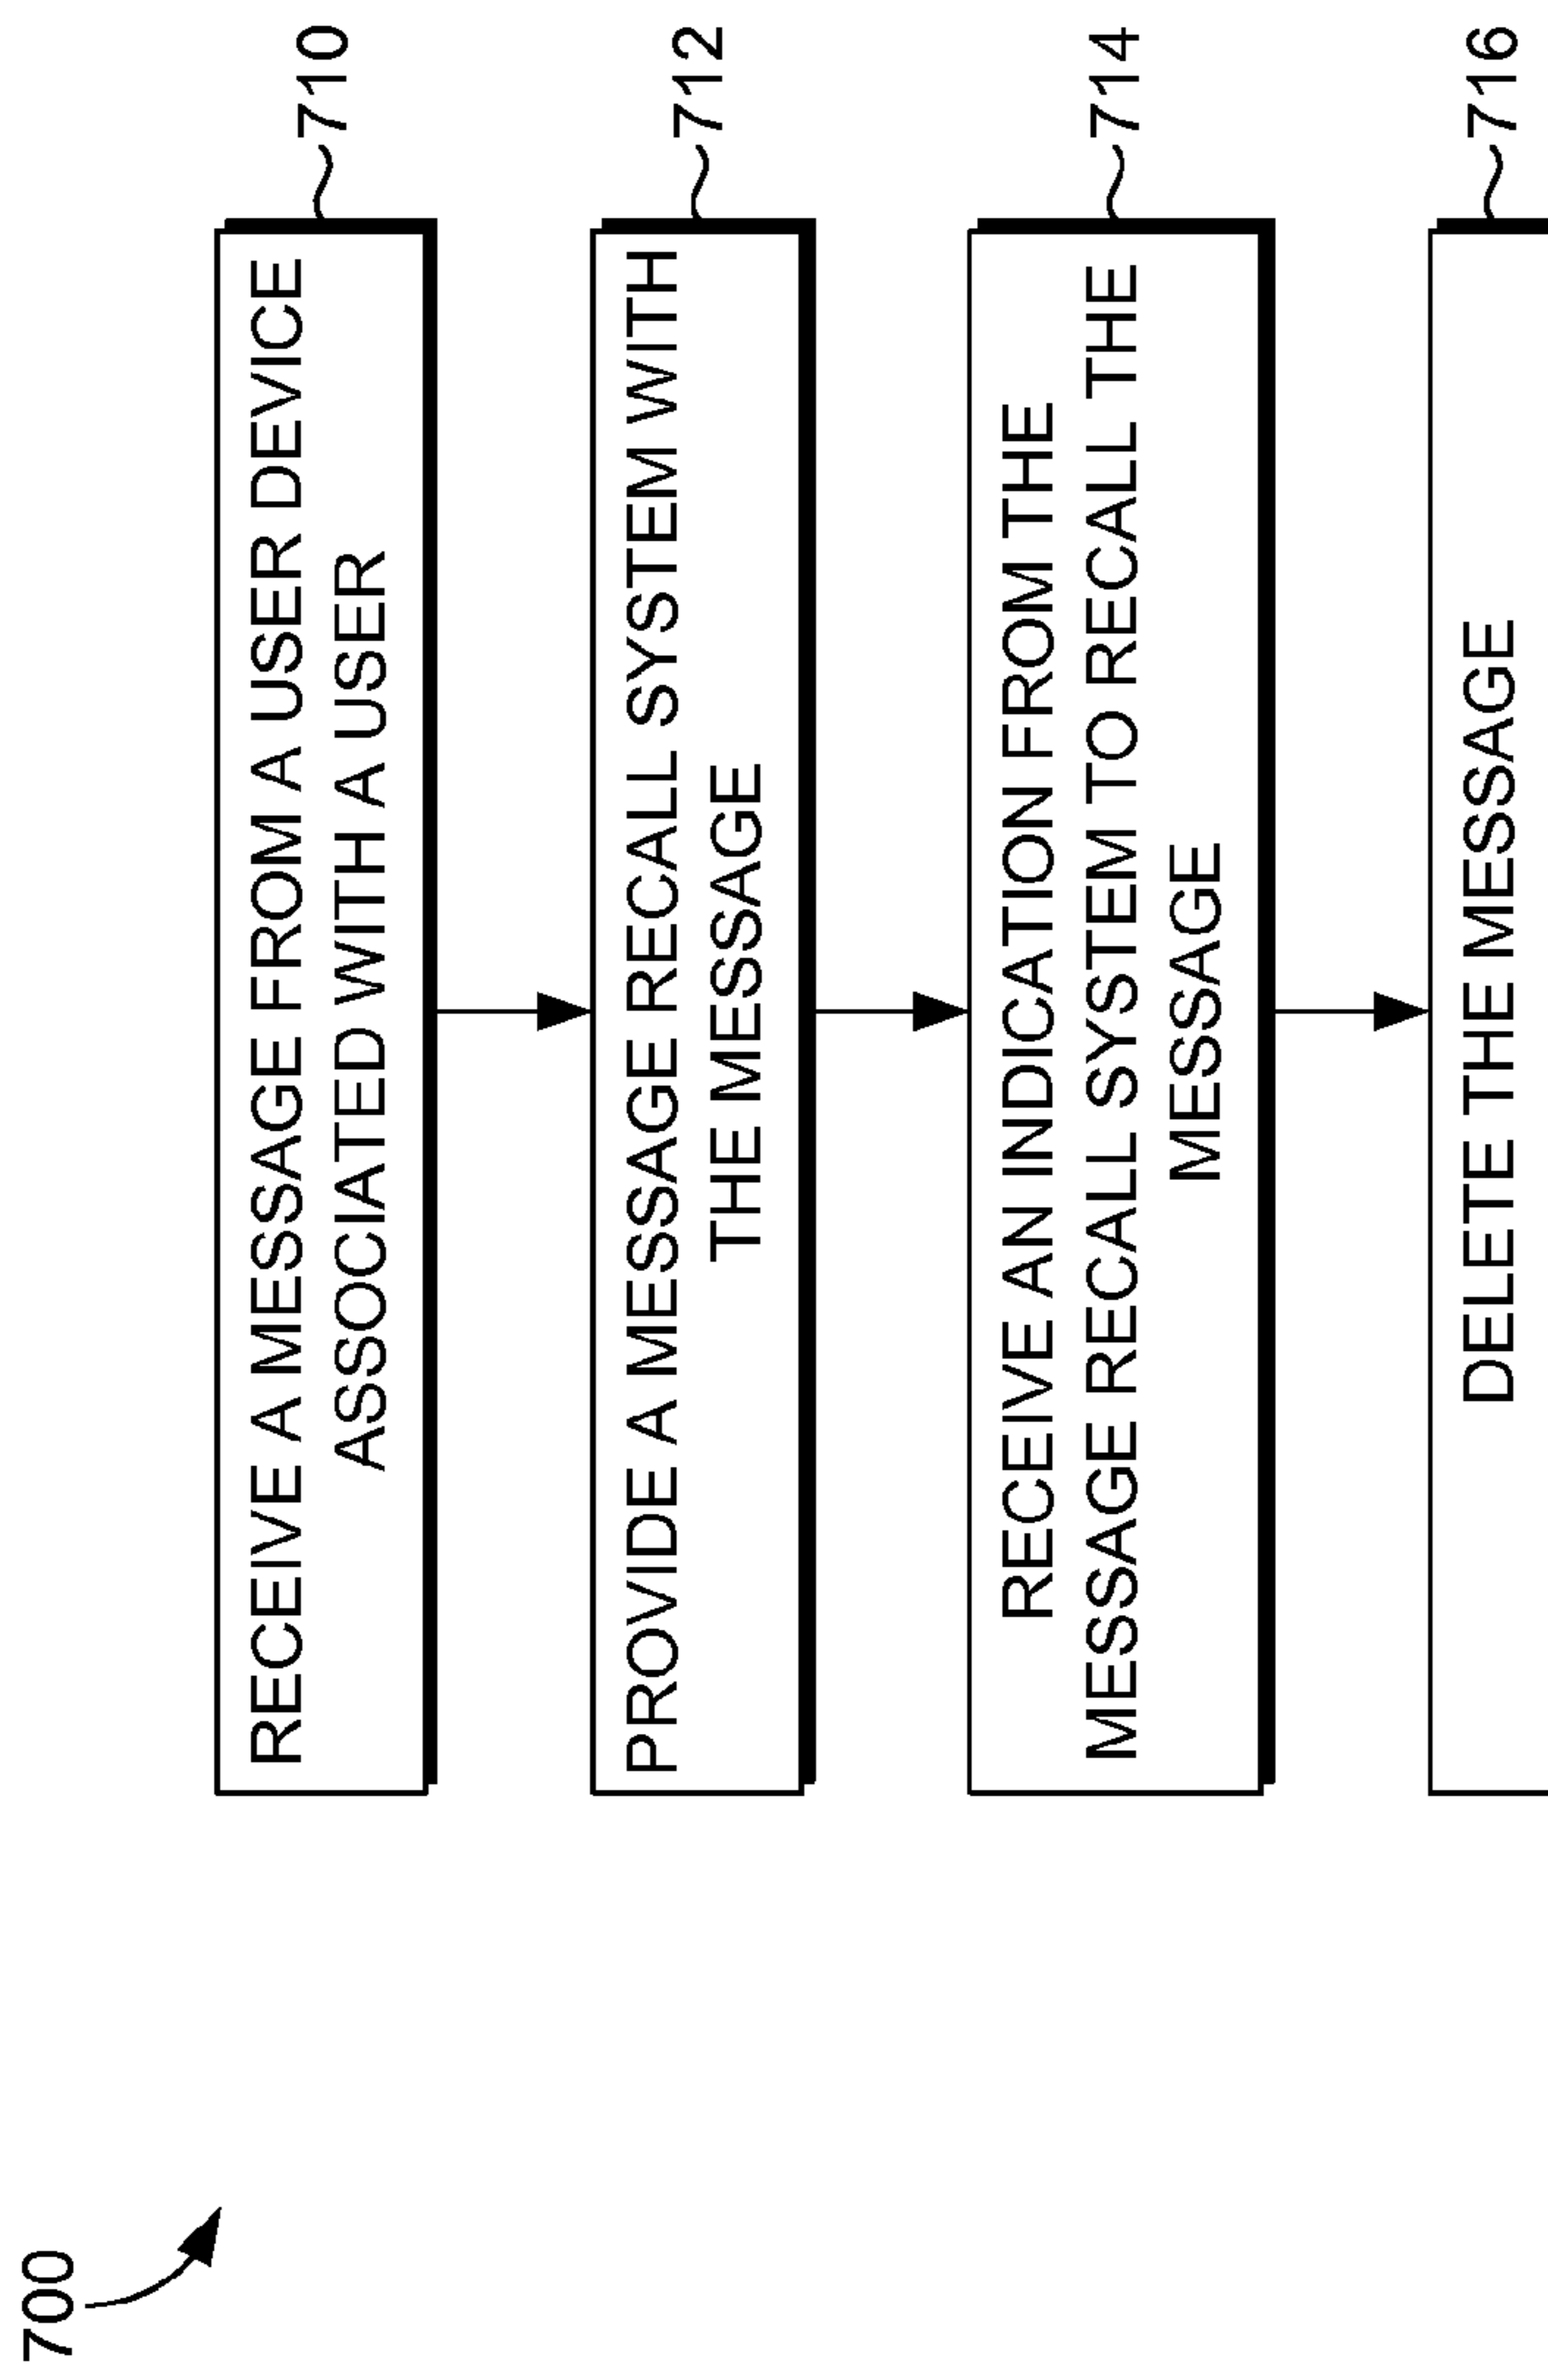 700
RECEIVE A MESSAGE FROM A USER DEVICE
ASSOCIATED WITH A USER
710
PROVIDE A MESSAGE RECALL SYSTEM WITH
THE MESSAGE
712
RECEIVE AN INDICATION FROM THE
MESSAGE RECALL SYSTEM TO RECALL THE
MESSAGE
714
DELETE THE MESSAGE
716